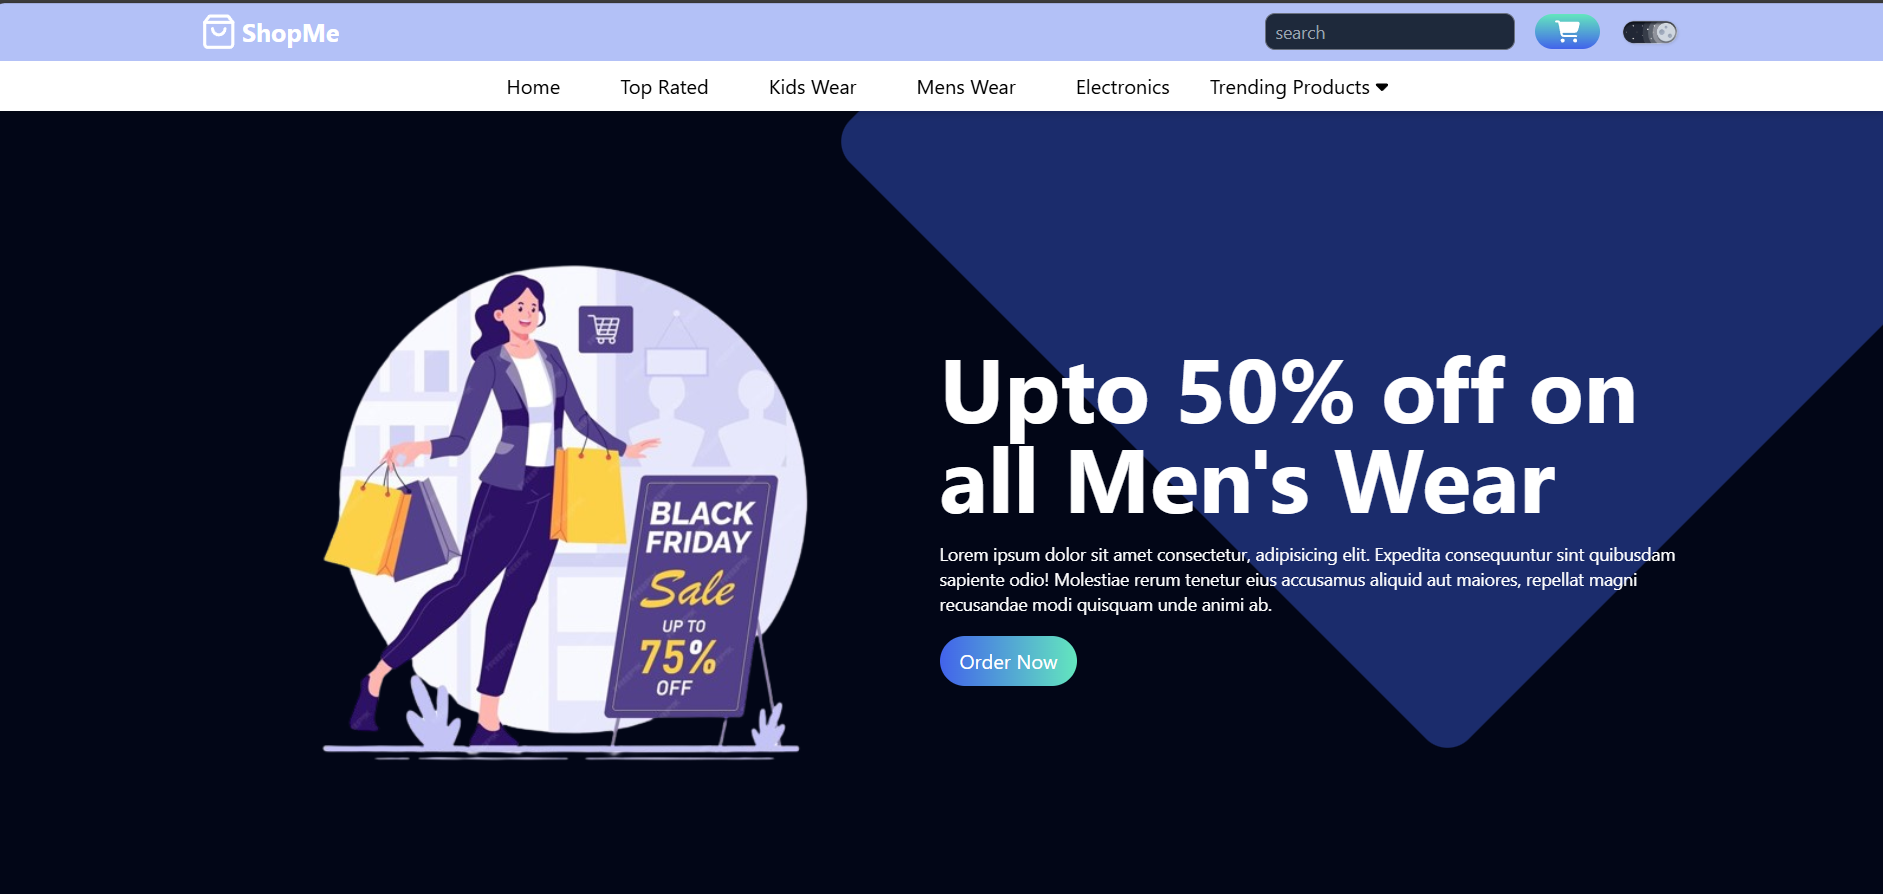 ShopMe
search
Home Top Rated Kids Wear Mens Wear Electronics Trending Products
BLACK
FRIDAY
Sale
UP TO
75%
OFF
Upto 50% off on
all Men's Wear
Lorem ipsum dolor sit amet consectetur, adipisicing elit. Expedita consequuntur sint quibusdam
sapiente odio! Molestiae rerum tenetur eius accusamus aliquid aut maiores, repellat magni
recusandae modi quisquam unde animi ab.
Order Now